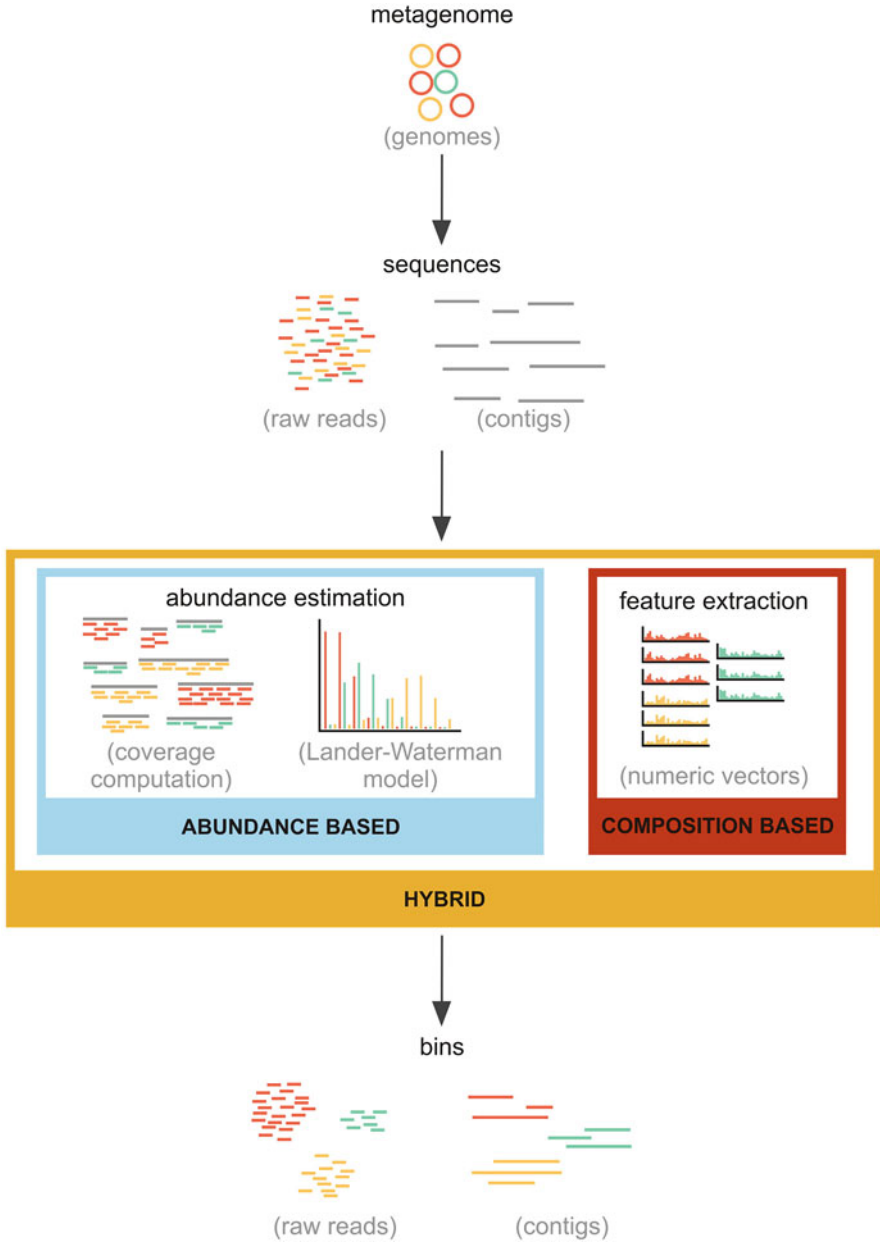 metagenome
(genomes)
sequences
(raw reads)
(contigs)
abundance estimation
(coverage
computation)
(Lander-Waterman
model)
ABUNDANCE BASED
feature extraction
(numeric vectors)
COMPOSITION BASED
HYBRID
bins
(raw reads)
(contigs)